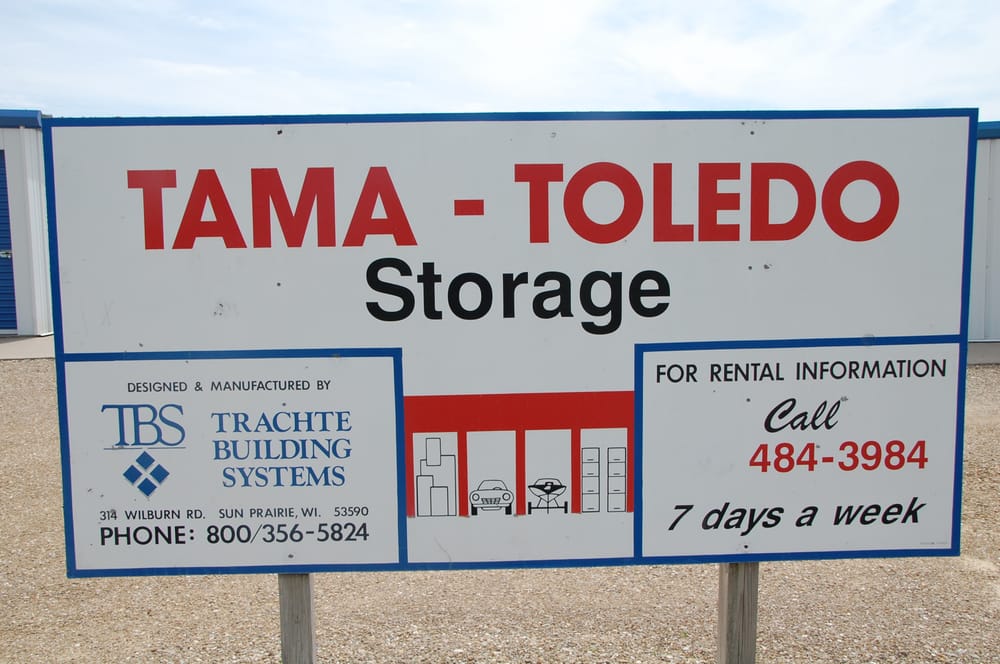 TAMA - TOLEDO
Storage
DESIGNED & MANUFACTURED BY
TBS
TRACHTE
BUILDING
SYSTEMS
314 WILBURN RD. SUN PRAIRIE, WI. 53590
PHONE: 800/356-5824
FOR RENTAL INFORMATION
Call
484-3984
7 days a week